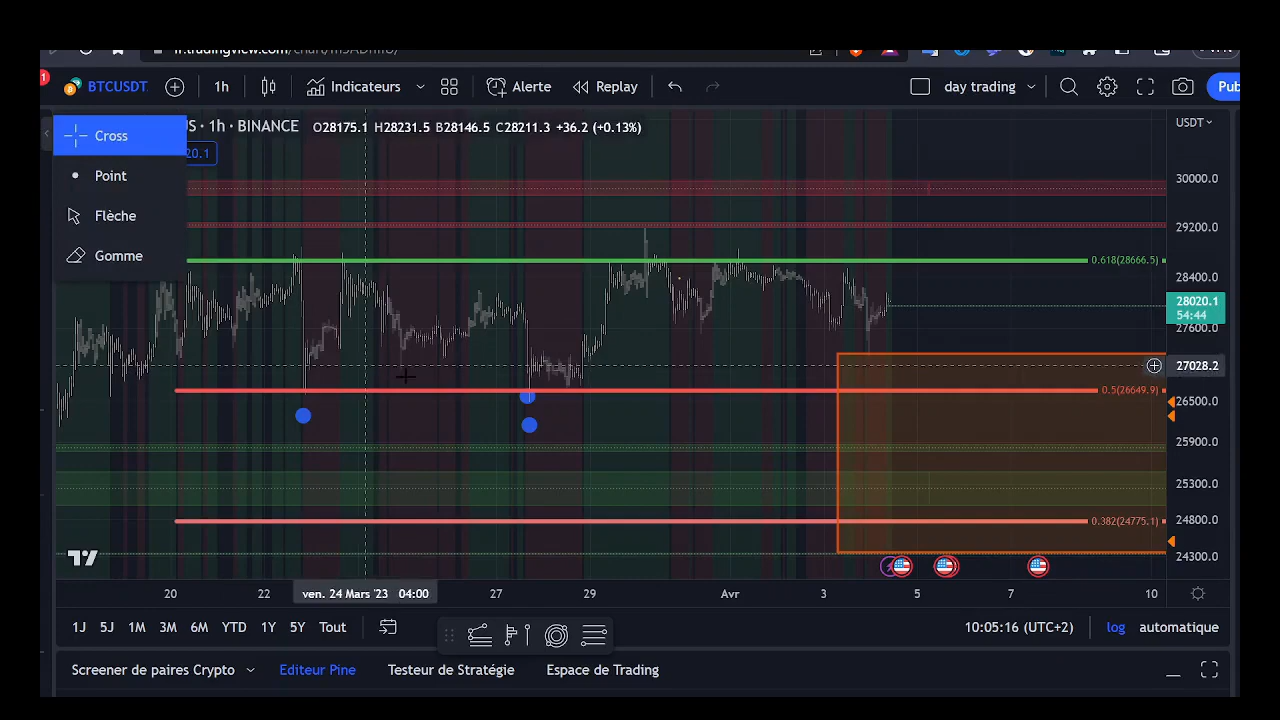 1
BTCUSDT
1h
Indicateurs
Alerte
Replay
day trading
Pub
Cross
Point
Flèche
Gomme
S · 1h · BINANCE O28175.1 H28231.5 B28146.5 C28211.3 +36.2 (+0.13%)
20.1
USDT
30000.0
29200.0
0.618(28666.5)
28400.0
28020.1
54:44
27600.0
27028.2
0.5(26649.9)
26500.0
25900.0
25300.0
0.382(24775.1)
24800.0
24300.0
20 22 ven. 24 Mars '23 04:00 27 29 Avr 3 5 7 10
1J 5J 1M 3M 6M YTD 1Y 5Y Tout
10:05:16 (UTC+2) log automatique
Screener de paires Crypto Editeur Pine Testeur de Stratégie Espace de Trading